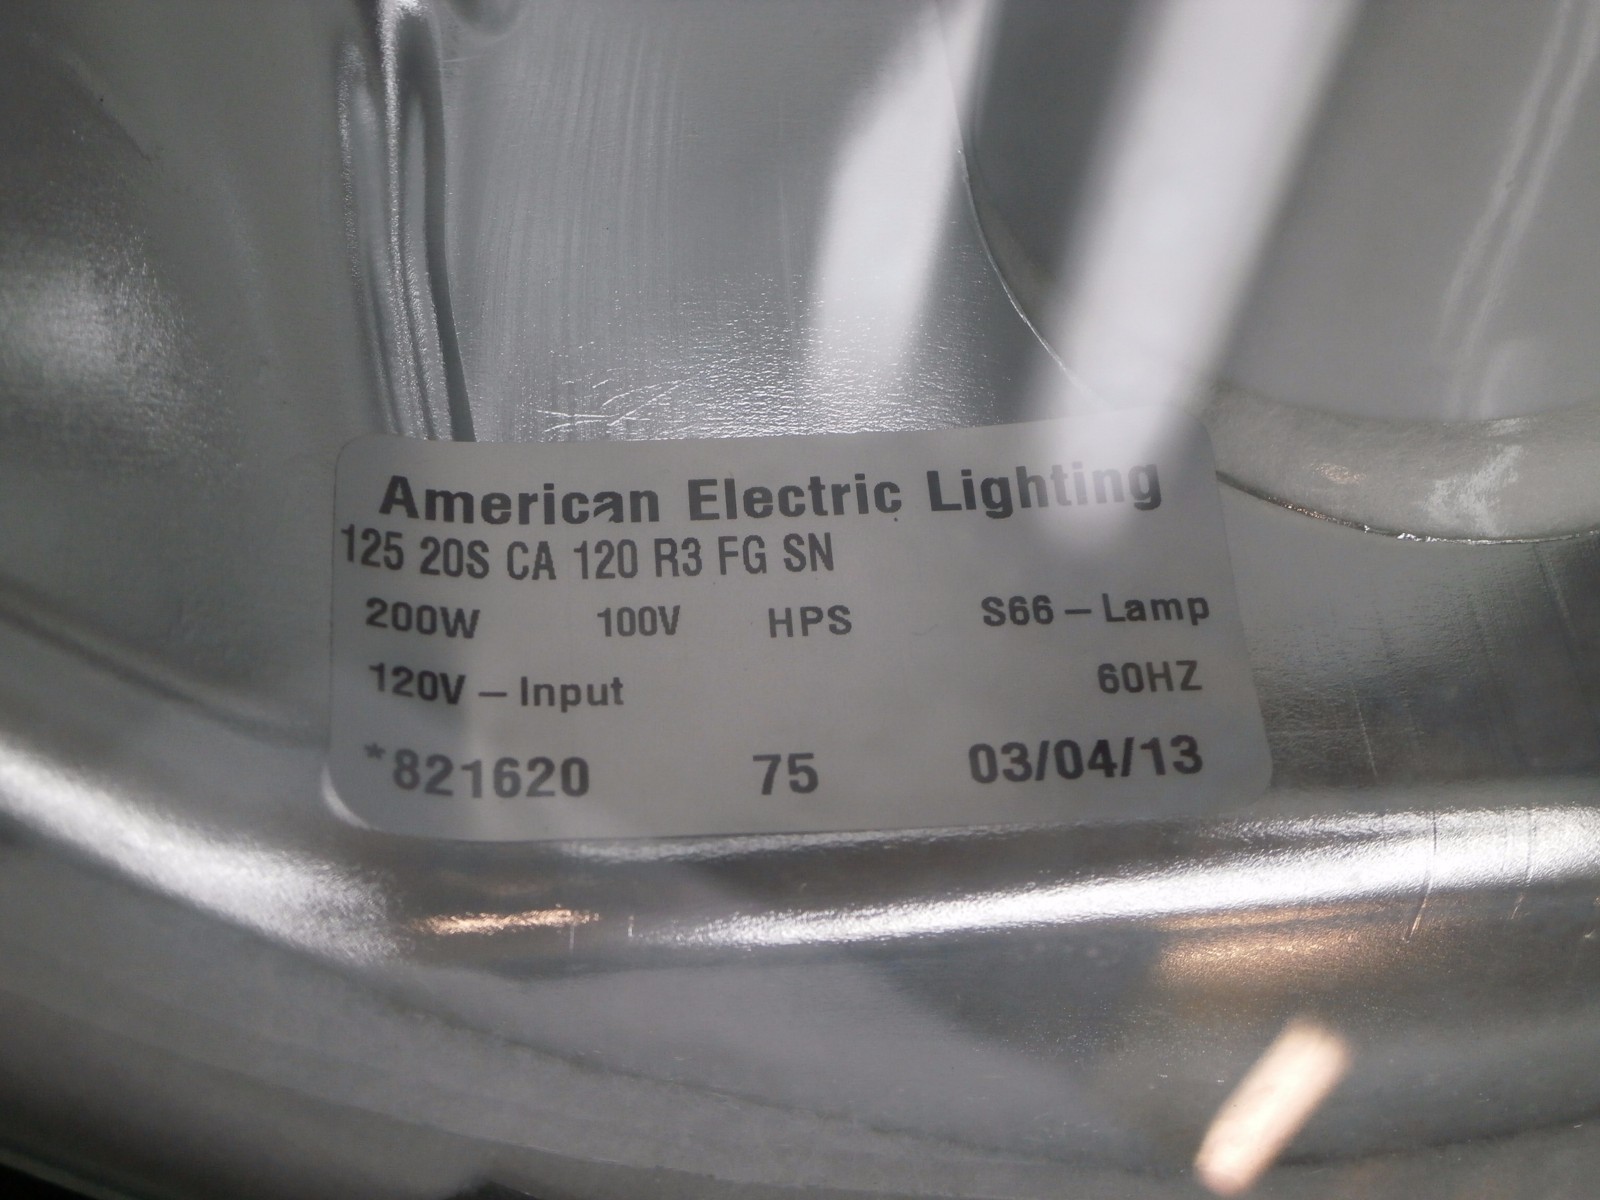 American Electric Lighting
125 20S CA 120 R3 FG SN
200W 100V HPS S66 – Lamp
120V – Input 60HZ
*821620 75 03/04/13